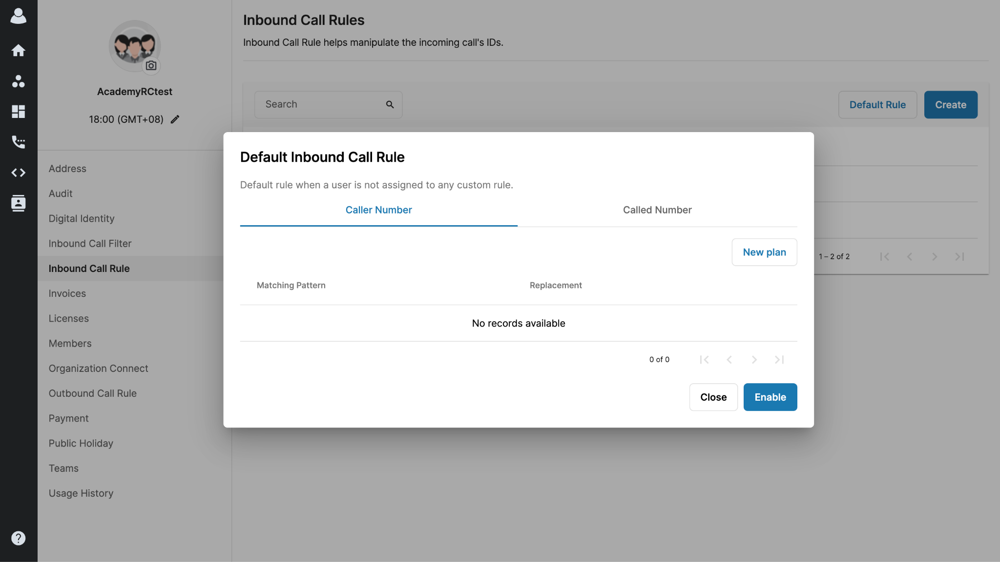 AcademyRCtest
18:00 (GMT+08)
Address
Audit
Digital Identity
Inbound Call Filter
Inbound Call Rule
Invoices
Licenses
Members
Organization Connect
Outbound Call Rule
Payment
Public Holiday
Teams
Usage History
?
Inbound Call Rules
Inbound Call Rule helps manipulate the incoming call's IDs.
Search
Default Rule
Create
1 – 2 of 2
Default Inbound Call Rule
Default rule when a user is not assigned to any custom rule.
Caller Number
Called Number
New plan
Matching Pattern
Replacement
No records available
0 of 0
Close
Enable